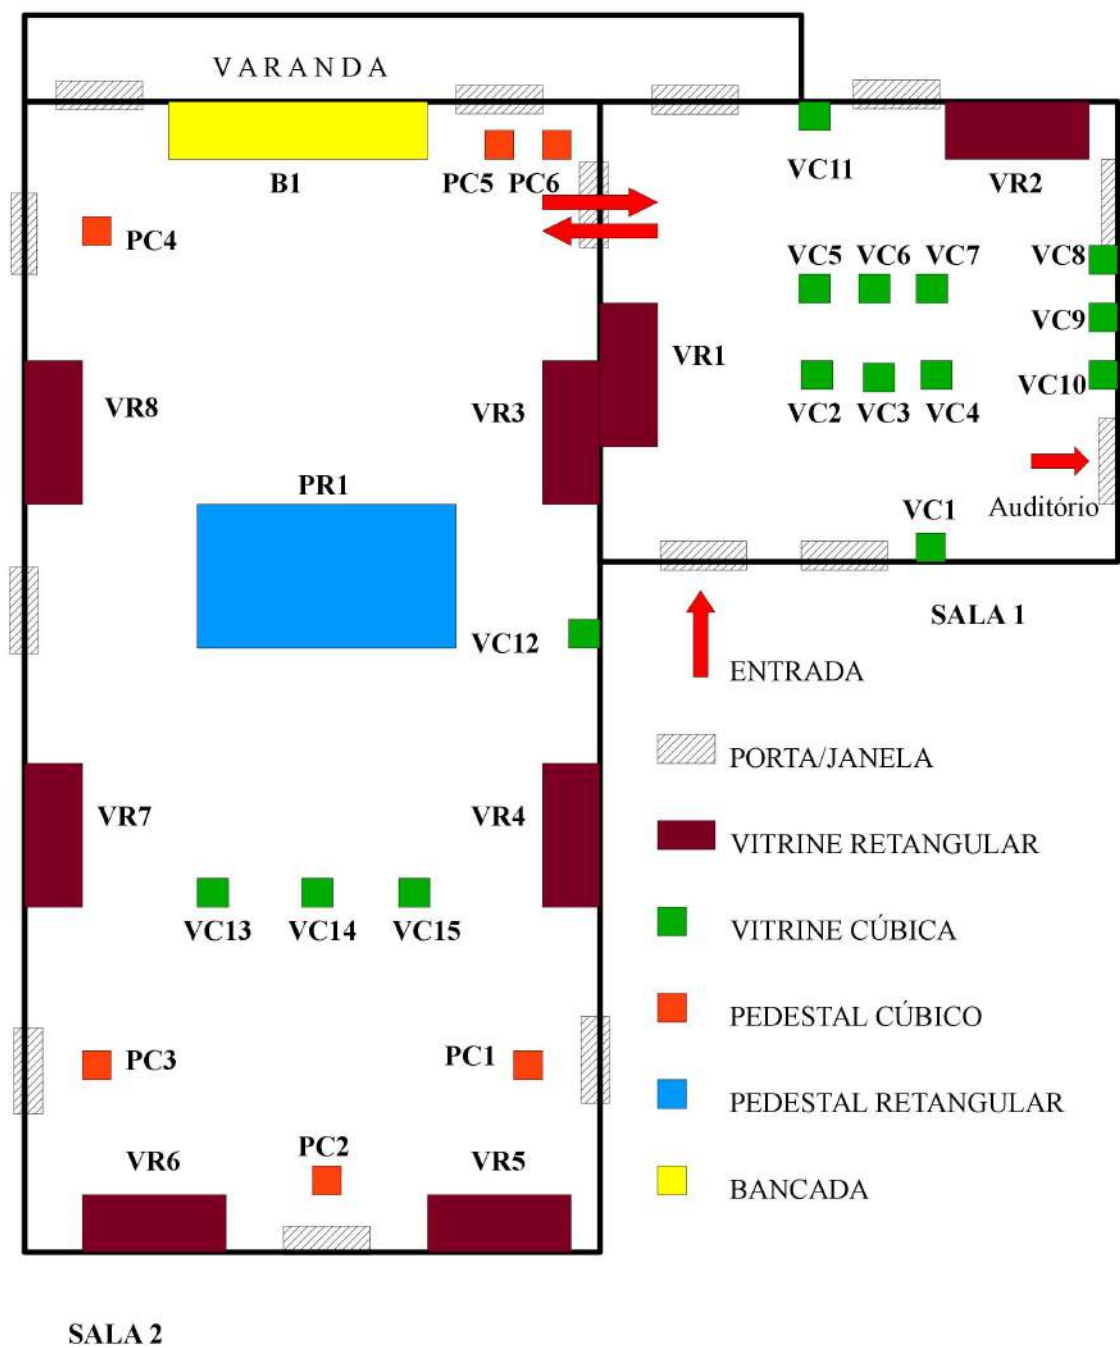 VARANDA
B1
PC5 PC6
VC11
VR2
PC4
VC5 VC6 VC7
VC8
VC9
VR8
VR3
VR1
VC2 VC3 VC4
VC10
PR1
Auditório
VC1
VC12
SALA 1
ENTRADA
PORTA/JANELA
VR7
VR4
VITRINE RETANGULAR
VC13 VC14 VC15
VITRINE CÚBICA
PEDESTAL CÚBICO
PC3
PC1
PEDESTAL RETANGULAR
PC2
VR6
VR5
BANCADA
SALA 2